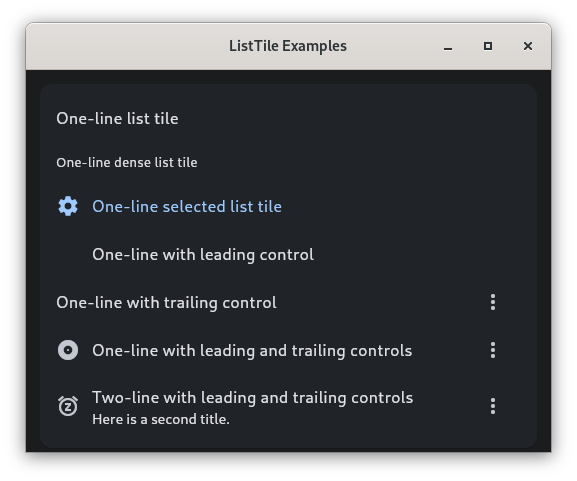 ListTile Examples
One-line list tile
One-line dense list tile
One-line selected list tile
One-line with leading control
One-line with trailing control
One-line with leading and trailing controls
Two-line with leading and trailing controls
Here is a second title.